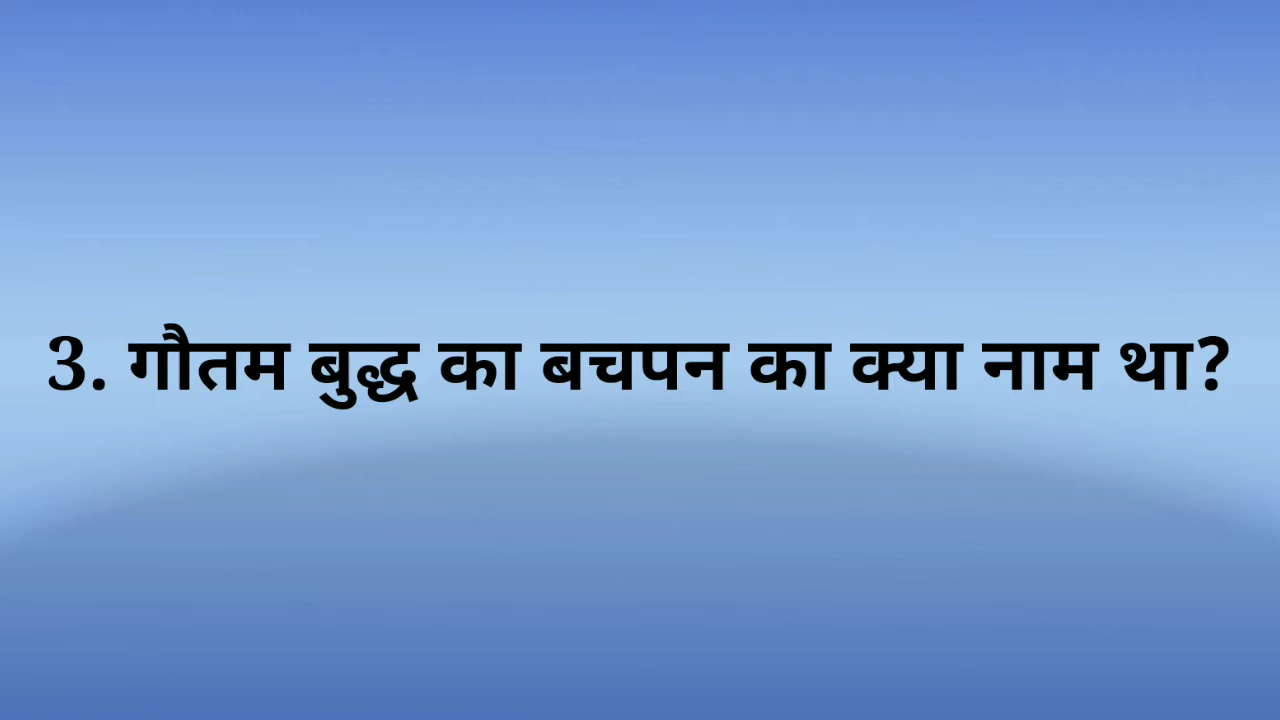 3. गौतम बुद्ध का बचपन का क्या नाम था?